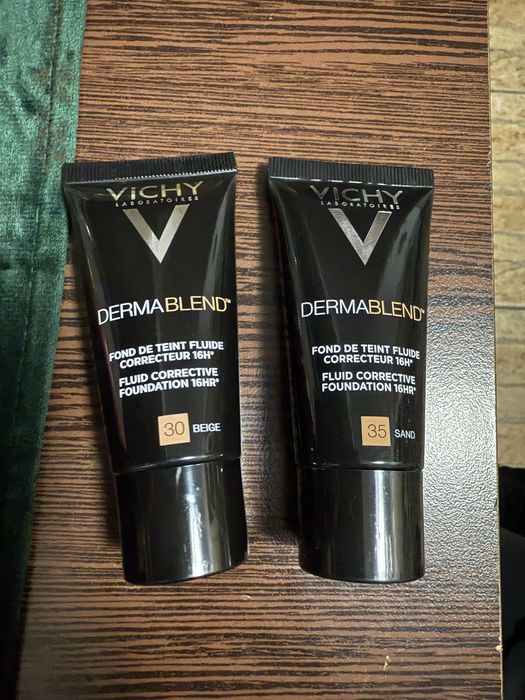 VICHY
LABORATOIRES
V
DERMABLEND™
FOND DE TEINT FLUIDE
CORRECTEUR 16H*
FLUID CORRECTIVE
FOUNDATION 16HR*
30 BEIGE
VICHY
LABORATOIRES
V
DERMABLEND™
FOND DE TEINT FLUIDE
CORRECTEUR 16H*
FLUID CORRECTIVE
FOUNDATION 16HR*
35 SAND